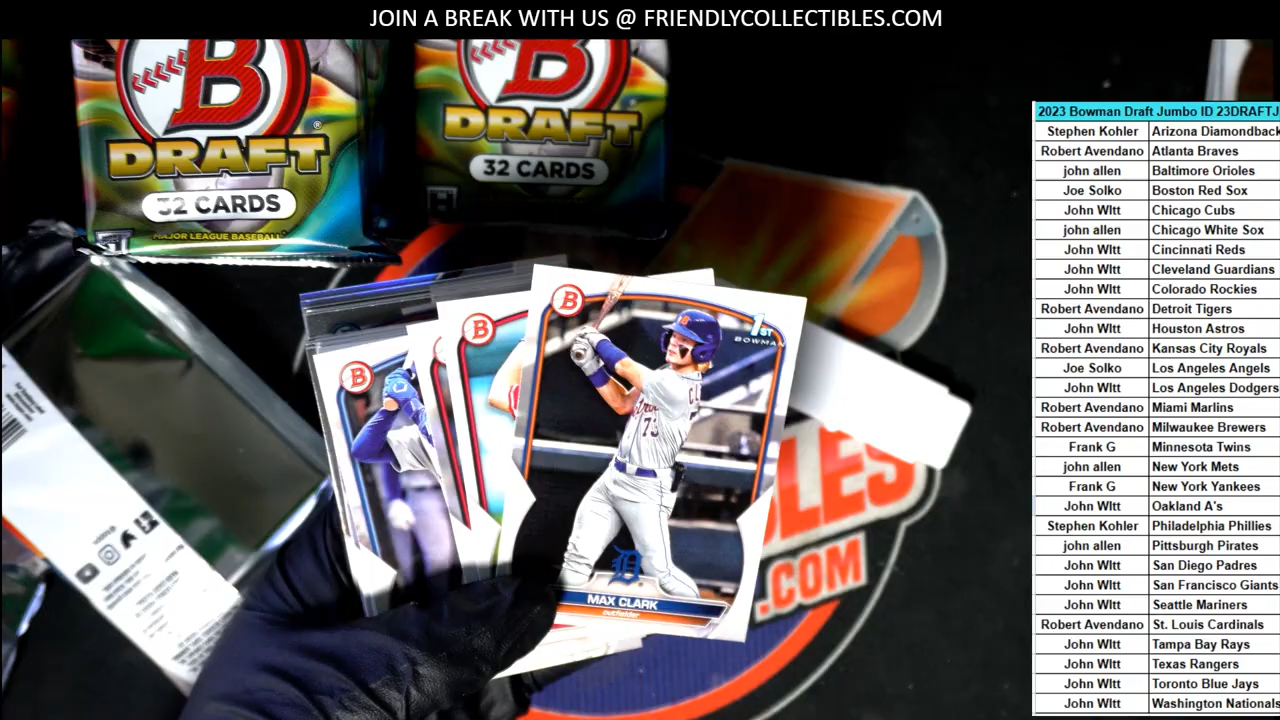 JOIN A BREAK WITH US @ FRIENDLYCOLLECTIBLES.COM
B
DRAFT
®
32 CARDS
MAJOR LEAGUE BASEBALL
B
DRAFT
32 CARDS
B
B
B
1ST
BOWMAN
73
D
MAX CLARK
outfielder
LES
.COM
2023 Bowman Draft Jumbo ID 23DRAFTJ
Stephen Kohler Arizona Diamondback
Robert Avendano Atlanta Braves
john allen Baltimore Orioles
Joe Solko Boston Red Sox
John WItt Chicago Cubs
john allen Chicago White Sox
John WItt Cincinnati Reds
John WItt Cleveland Guardians
John WItt Colorado Rockies
Robert Avendano Detroit Tigers
John WItt Houston Astros
Robert Avendano Kansas City Royals
Joe Solko Los Angeles Angels
John WItt Los Angeles Dodgers
Robert Avendano Miami Marlins
Robert Avendano Milwaukee Brewers
Frank G Minnesota Twins
john allen New York Mets
Frank G New York Yankees
John WItt Oakland A's
Stephen Kohler Philadelphia Phillies
john allen Pittsburgh Pirates
John WItt San Diego Padres
John WItt San Francisco Giants
John WItt Seattle Mariners
Robert Avendano St. Louis Cardinals
John WItt Tampa Bay Rays
John WItt Texas Rangers
John WItt Toronto Blue Jays
John WItt Washington Nationals